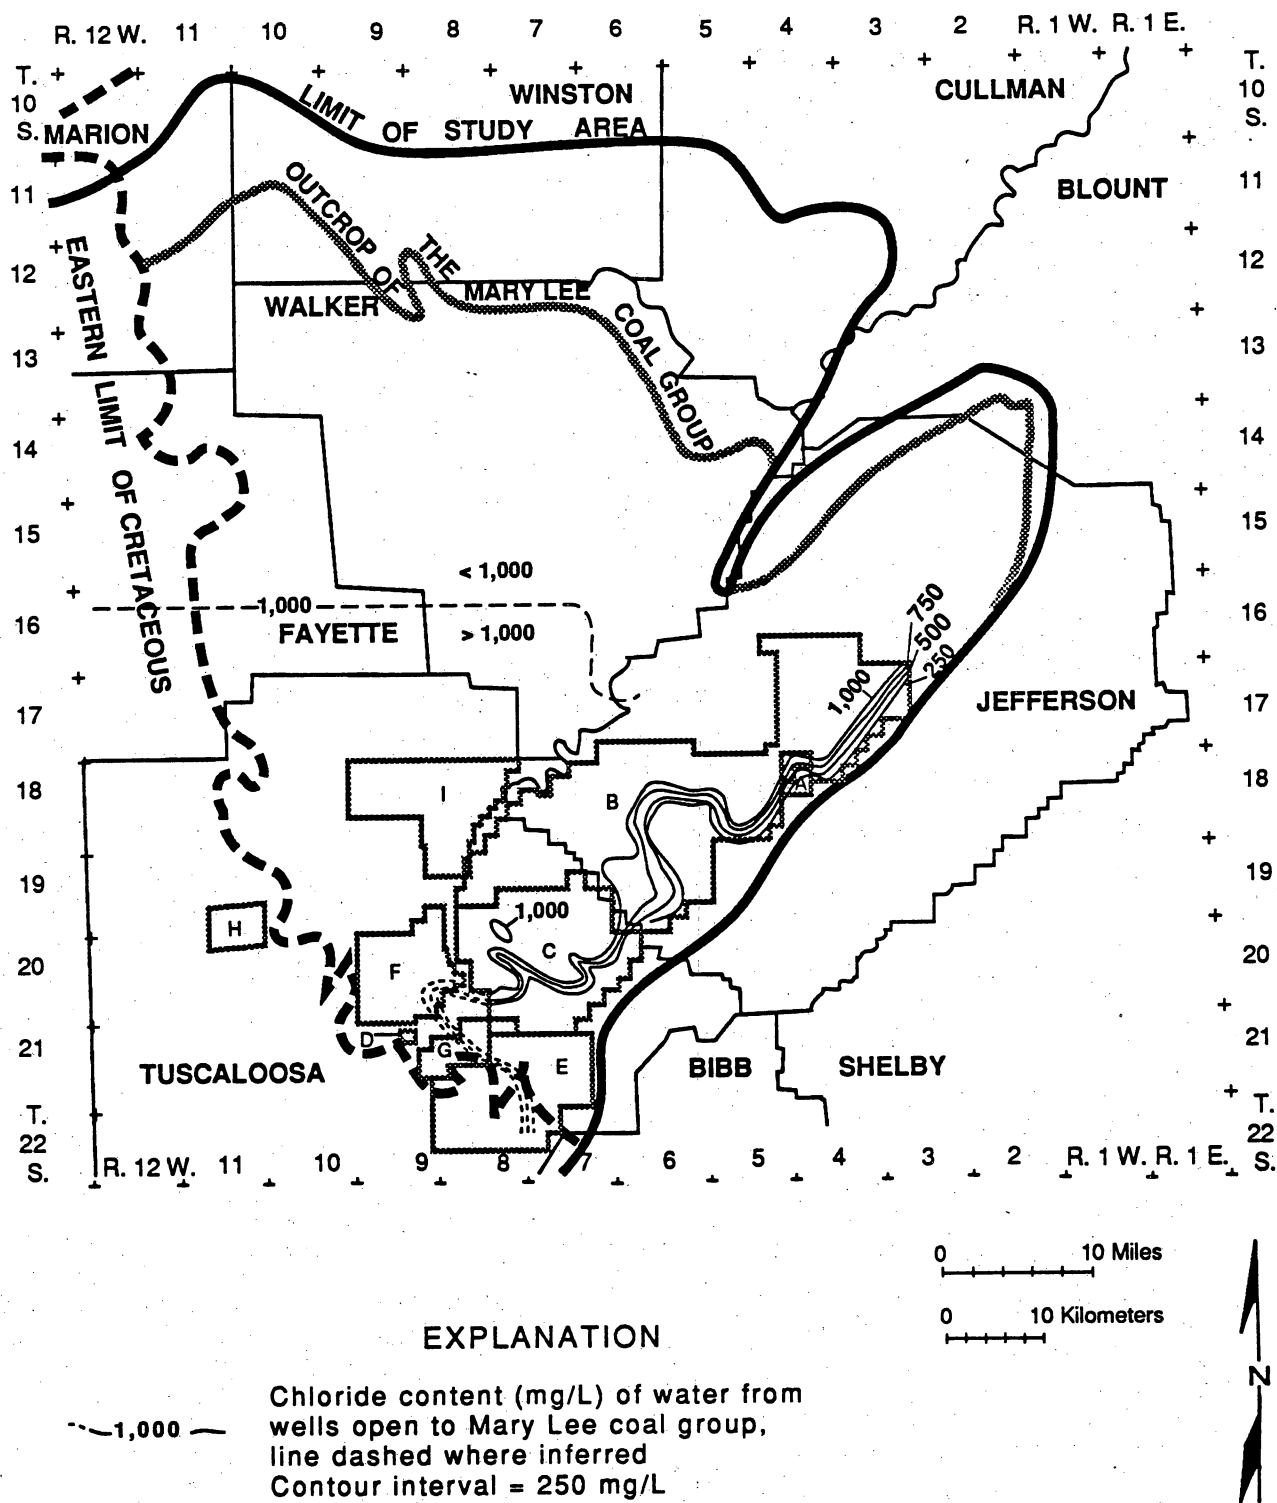 R. 12 W. 11 10 9 8 7 6 5 4 3 2 R. 1 W. R. 1 E.
T. 10 S.
T. 10 S.
MARION
LIMIT OF STUDY AREA
WINSTON
CULLMAN
BLOUNT
11
11
OUTCROP OF THE MARY LEE COAL GROUP
EASTERN LIMIT OF CRETACEOUS
12
12
WALKER
13
13
14
14
15
15
< 1,000
1,000
16
16
FAYETTE
> 1,000
750
500
250
1,000
JEFFERSON
17
17
18
18
I
B
A
19
19
H
1,000
C
F
20
20
D
G
E
21
21
TUSCALOOSA
BIBB
SHELBY
T. 22 S.
T. 22 S.
R. 12 W. 11 10 9 8 7 6 5 4 3 2 R. 1 W. R. 1 E.
0 10 Miles
0 10 Kilometers
N
EXPLANATION
1,000
Chloride content (mg/L) of water from
wells open to Mary Lee coal group,
line dashed where inferred
Contour interval = 250 mg/L